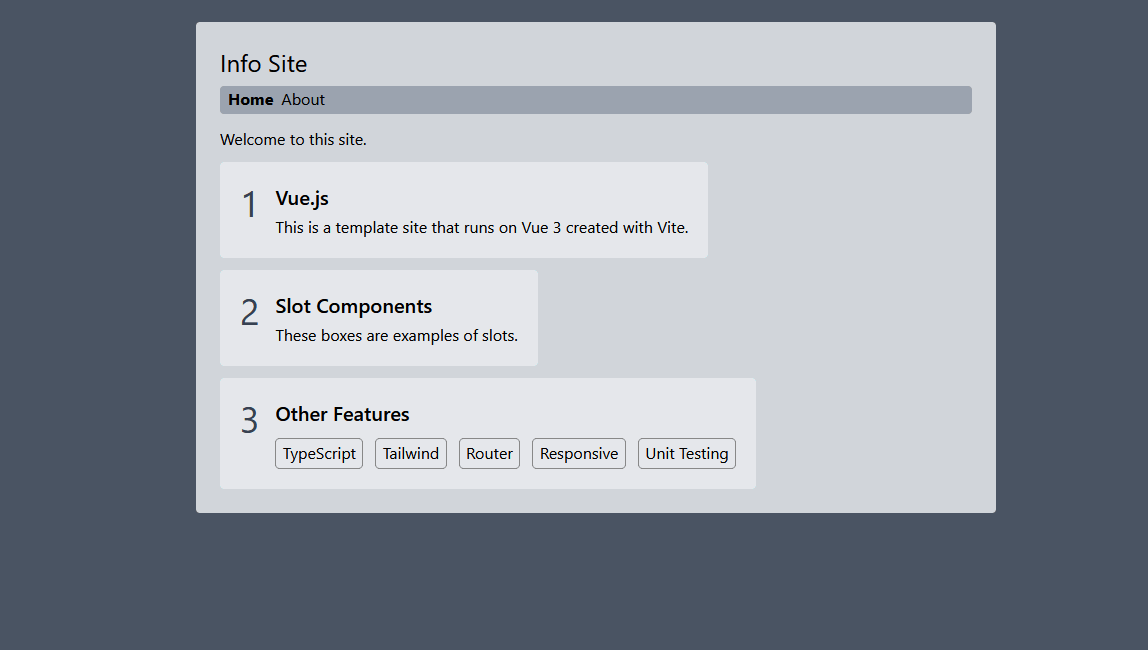 Info Site
Home About
Welcome to this site.
1 Vue.js
This is a template site that runs on Vue 3 created with Vite.
2 Slot Components
These boxes are examples of slots.
3 Other Features
TypeScript Tailwind Router Responsive Unit Testing